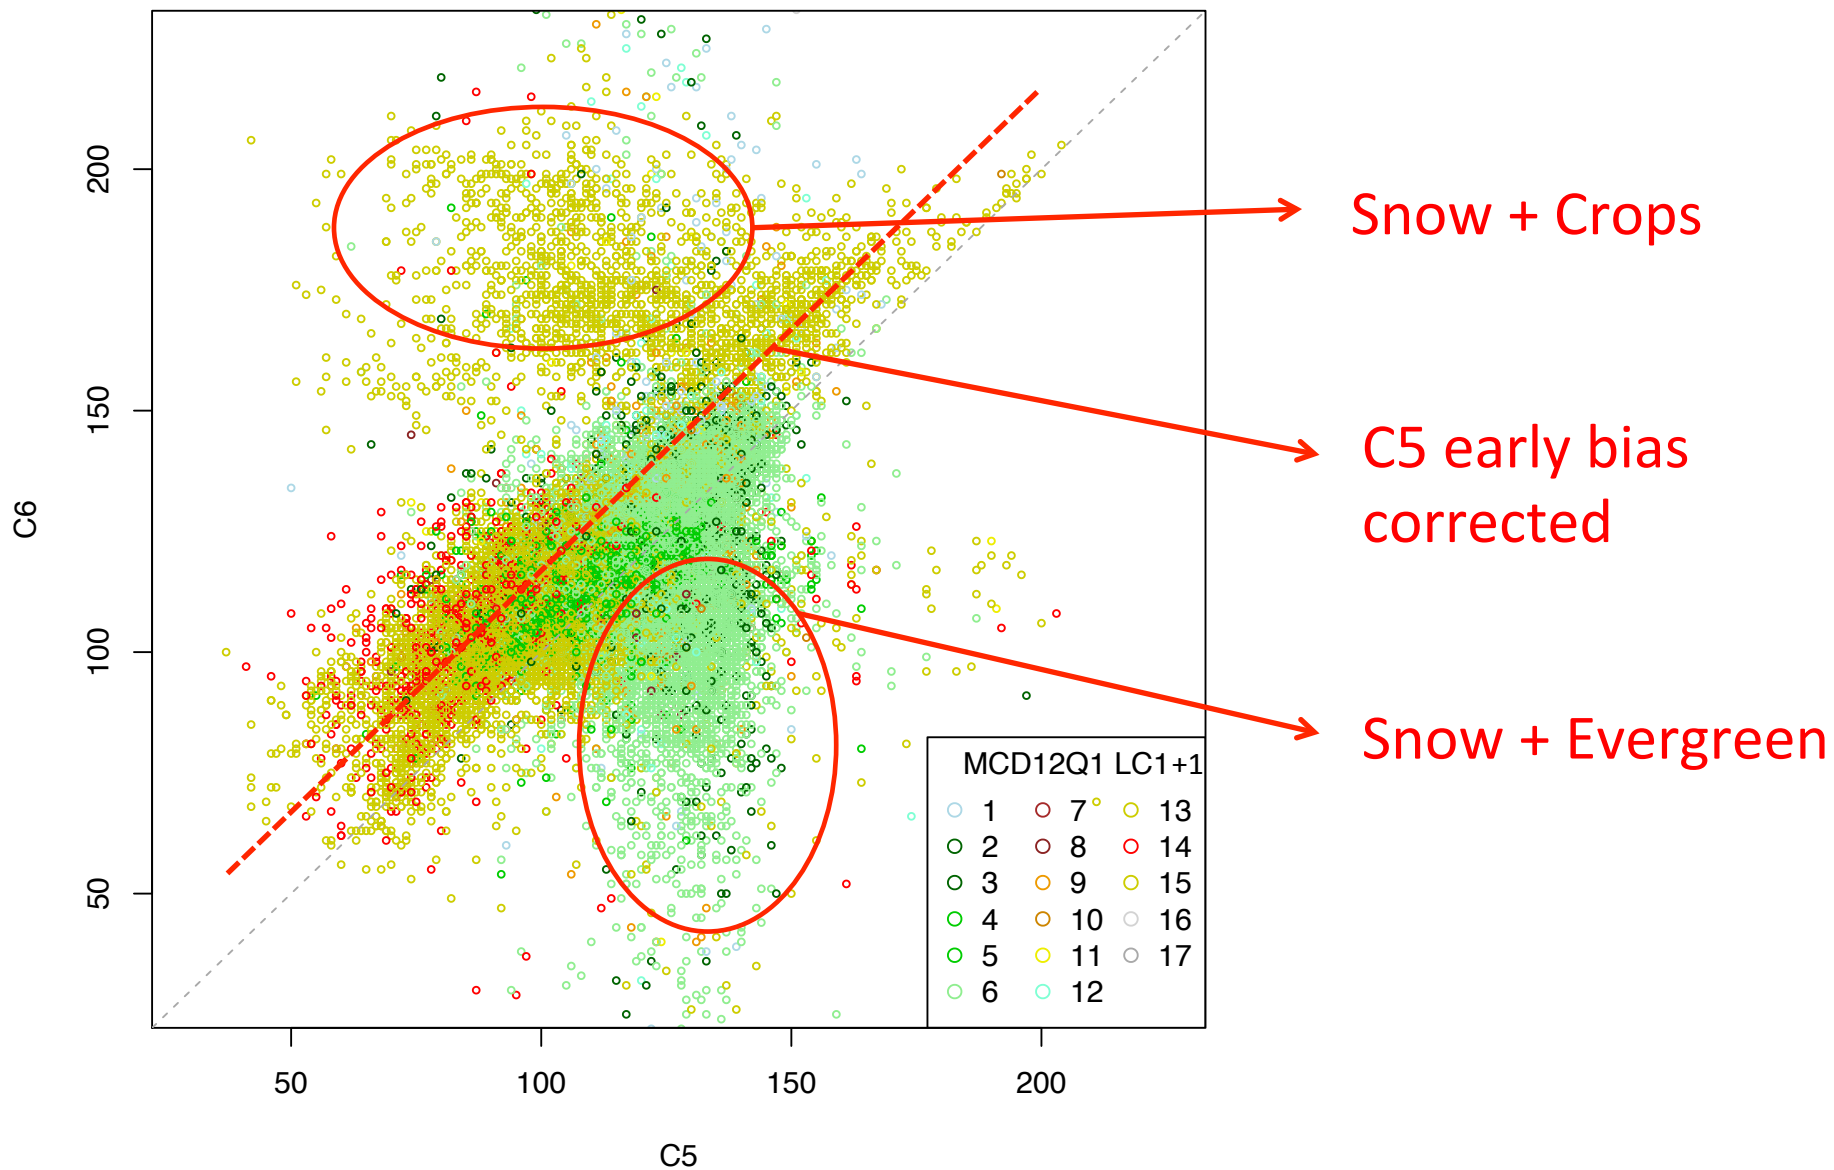 200
150
100
50
C6
50
100
150
200
C5
MCD12Q1 LC1+1
1 7 13
2 8 14
3 9 15
4 10 16
5 11 17
6 12
Snow + Crops
C5 early bias
corrected
Snow + Evergreen